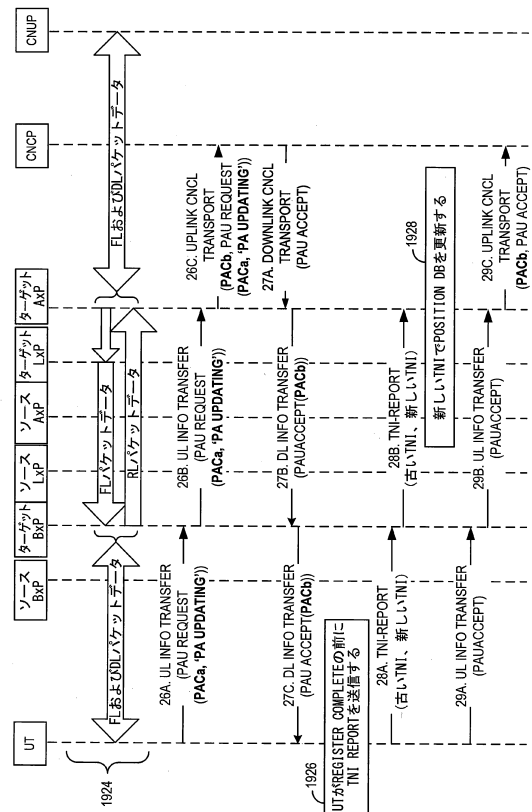 UT
ソース
BxP
ターゲット
BxP
ソース
LxP
ソース
AxP
ターゲット
LxP
ターゲット
AxP
CNCP
CNUP
1924
FLおよびDLパケットデータ
FLパケットデータ
RLパケットデータ
FLおよびDLパケットデータ
26A. UL INFO TRANSFER
(PAU REQUEST
(PACa, 'PA UPDATING'))
26B. UL INFO TRANSFER
(PAU REQUEST
(PACa, 'PA UPDATING'))
26C. UPLINK CNCL
TRANSPORT
(PACb, PAU REQUEST
(PACa, 'PA UPDATING'))
27A. DOWNLINK CNCL
TRANSPORT
(PAU ACCEPT)
27B. DL INFO TRANSFER
(PAUACCEPT(PACb))
27C. DL INFO TRANSFER
(PAU ACCEPT(PACb))
1926
UTがREGISTER COMPLETEの前に
TNI REPORTを送信する
28A. TNI-REPORT
(古いTNI、新しいTNI)
28B. TNI-REPORT
(古いTNI、新しいTNI)
1928
新しいTNIでPOSITION DBを更新する
29A. UL INFO TRANSFER
(PAUACCEPT)
29B. UL INFO TRANSFER
(PAUACCEPT)
29C. UPLINK CNCL
TRANSPORT
(PACb, PAU ACCEPT)